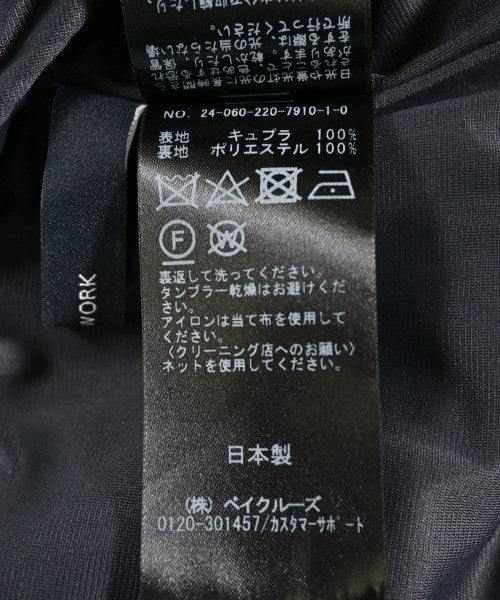 NO. 24-060-220-7910-1-0
表地 キュプラ 100%
裏地 ポリエステル 100%
F
W
裏返して洗ってください。
タンブラー乾燥はお避けくだ
さい。
アイロンは当て布を使用して
ください。
〈クリーニング店へのお願い〉
ネットを使用してください。
日本製
(株) ベイクルーズ
0120-301457/カスタマーサポート
WORK